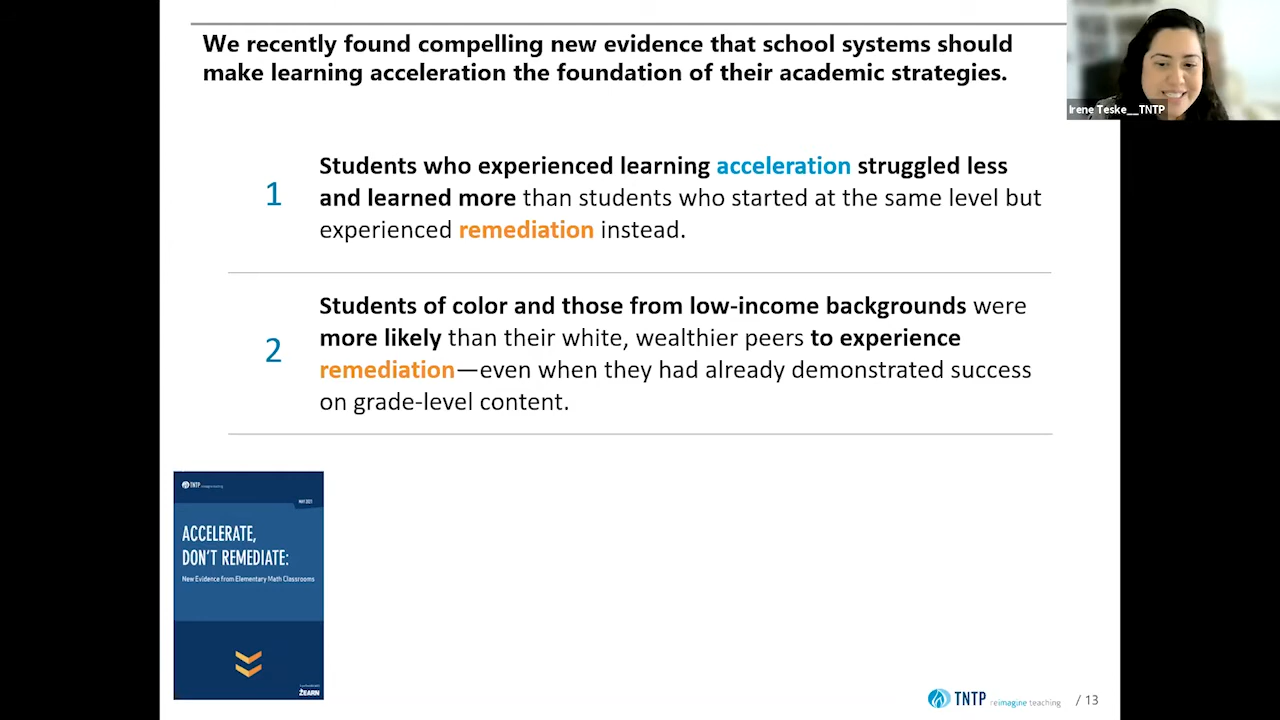 We recently found compelling new evidence that school systems should
make learning acceleration the foundation of their academic strategies.
Irene Teske__TNTP
1
Students who experienced learning acceleration struggled less
and learned more than students who started at the same level but
experienced remediation instead.
2
Students of color and those from low-income backgrounds were
more likely than their white, wealthier peers to experience
remediation—even when they had already demonstrated success
on grade-level content.
TNTP reimagine teaching
MAY 2021
ACCELERATE,
DON'T REMEDIATE:
New Evidence from Elementary Math Classrooms
ZEARN
TNTP reimagine teaching / 13